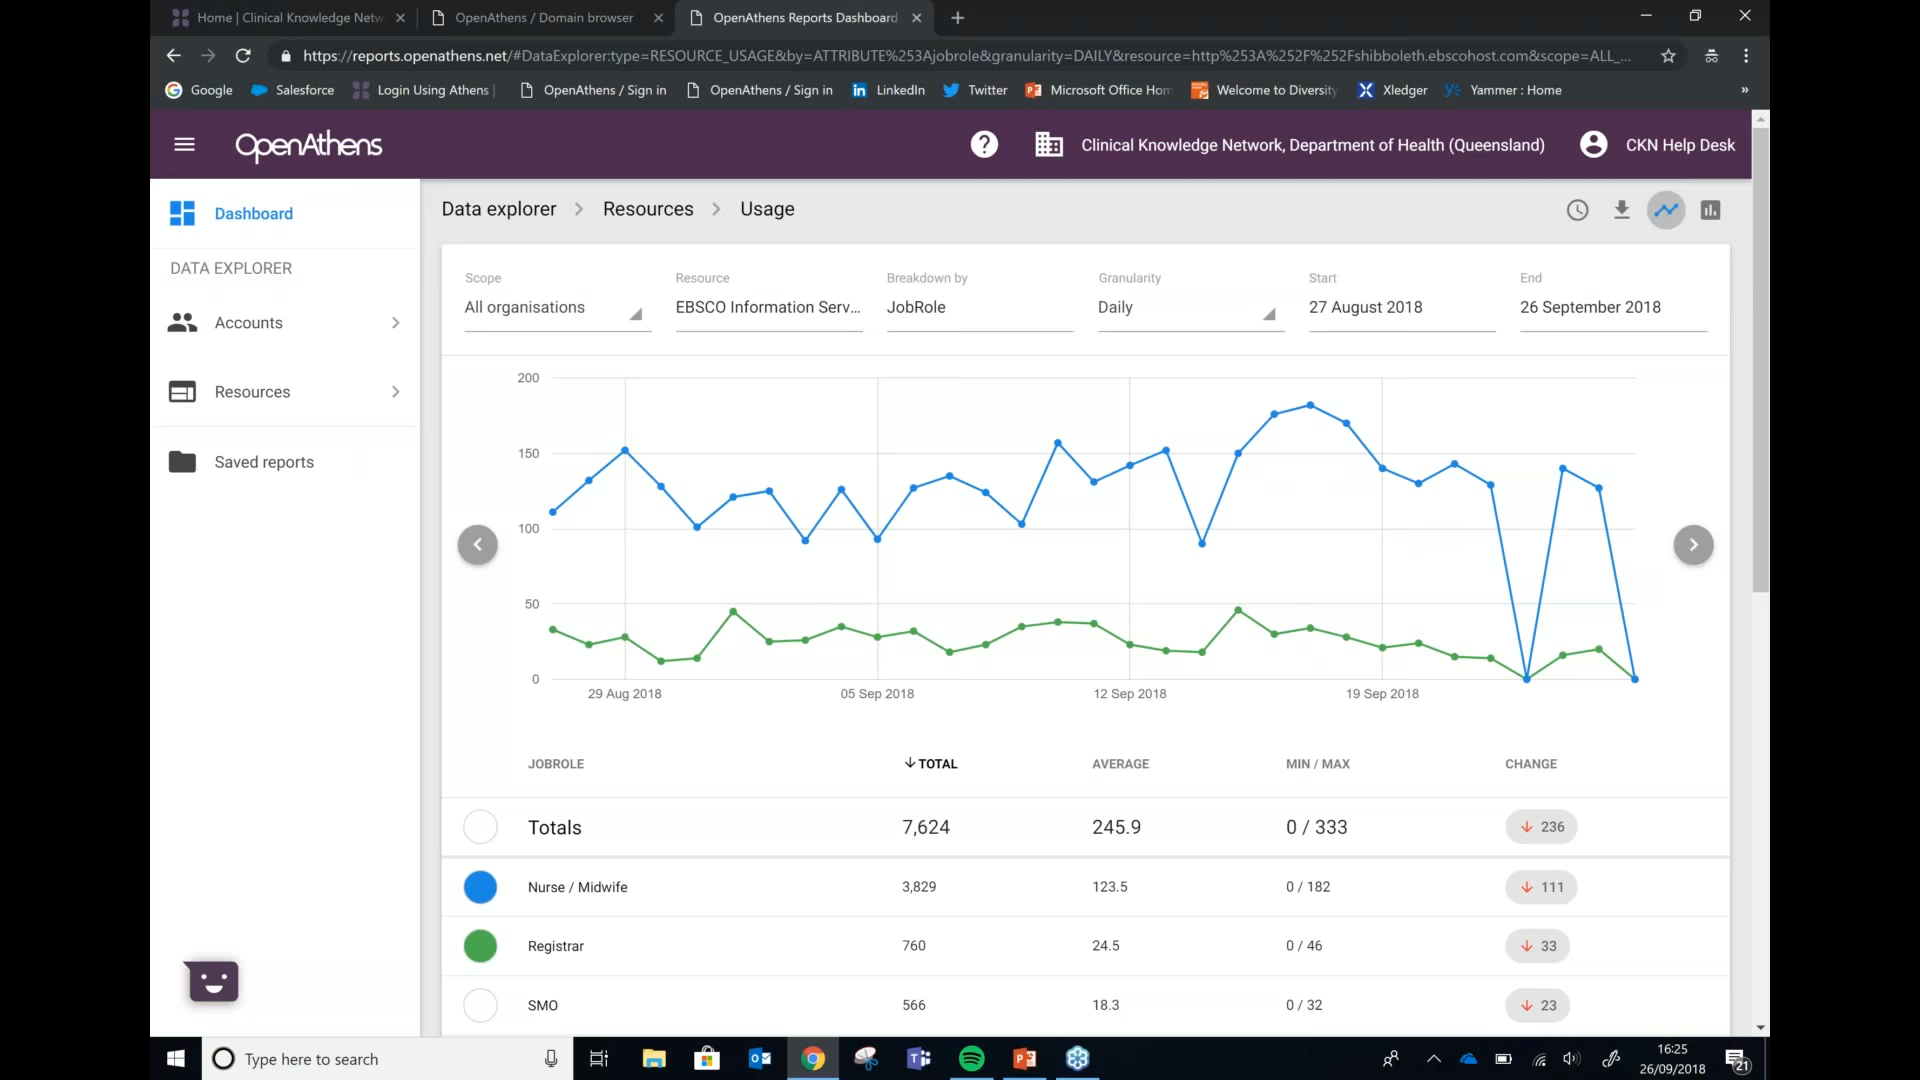 Home | Clinical Knowledge Netw
OpenAthens / Domain browser
OpenAthens Reports Dashboard
https://reports.openathens.net/#DataExplorer:type=RESOURCE_USAGE&by=ATTRIBUTE%253Ajobrole&granularity=DAILY&resource=http%253A%252F%252Fshibboleth.ebscohost.com&scope=ALL_...
Google Salesforce Login Using Athens | OpenAthens / Sign in OpenAthens / Sign in LinkedIn Twitter Microsoft Office Hom Welcome to Diversity Xledger Yammer : Home »
OpenAthens
Clinical Knowledge Network, Department of Health (Queensland)
CKN Help Desk
Dashboard
DATA EXPLORER
Accounts
Resources
Saved reports
Data explorer > Resources > Usage
Scope Resource Breakdown by Granularity Start End
All organisations EBSCO Information Serv... JobRole Daily 27 August 2018 26 September 2018
200
150
100
50
0
29 Aug 2018 05 Sep 2018 12 Sep 2018 19 Sep 2018
JOBROLE TOTAL AVERAGE MIN / MAX CHANGE
Totals 7,624 245.9 0 / 333 236
Nurse / Midwife 3,829 123.5 0 / 182 111
Registrar 760 24.5 0 / 46 33
SMO 566 18.3 0 / 32 23
Type here to search
16:25
26/09/2018
21